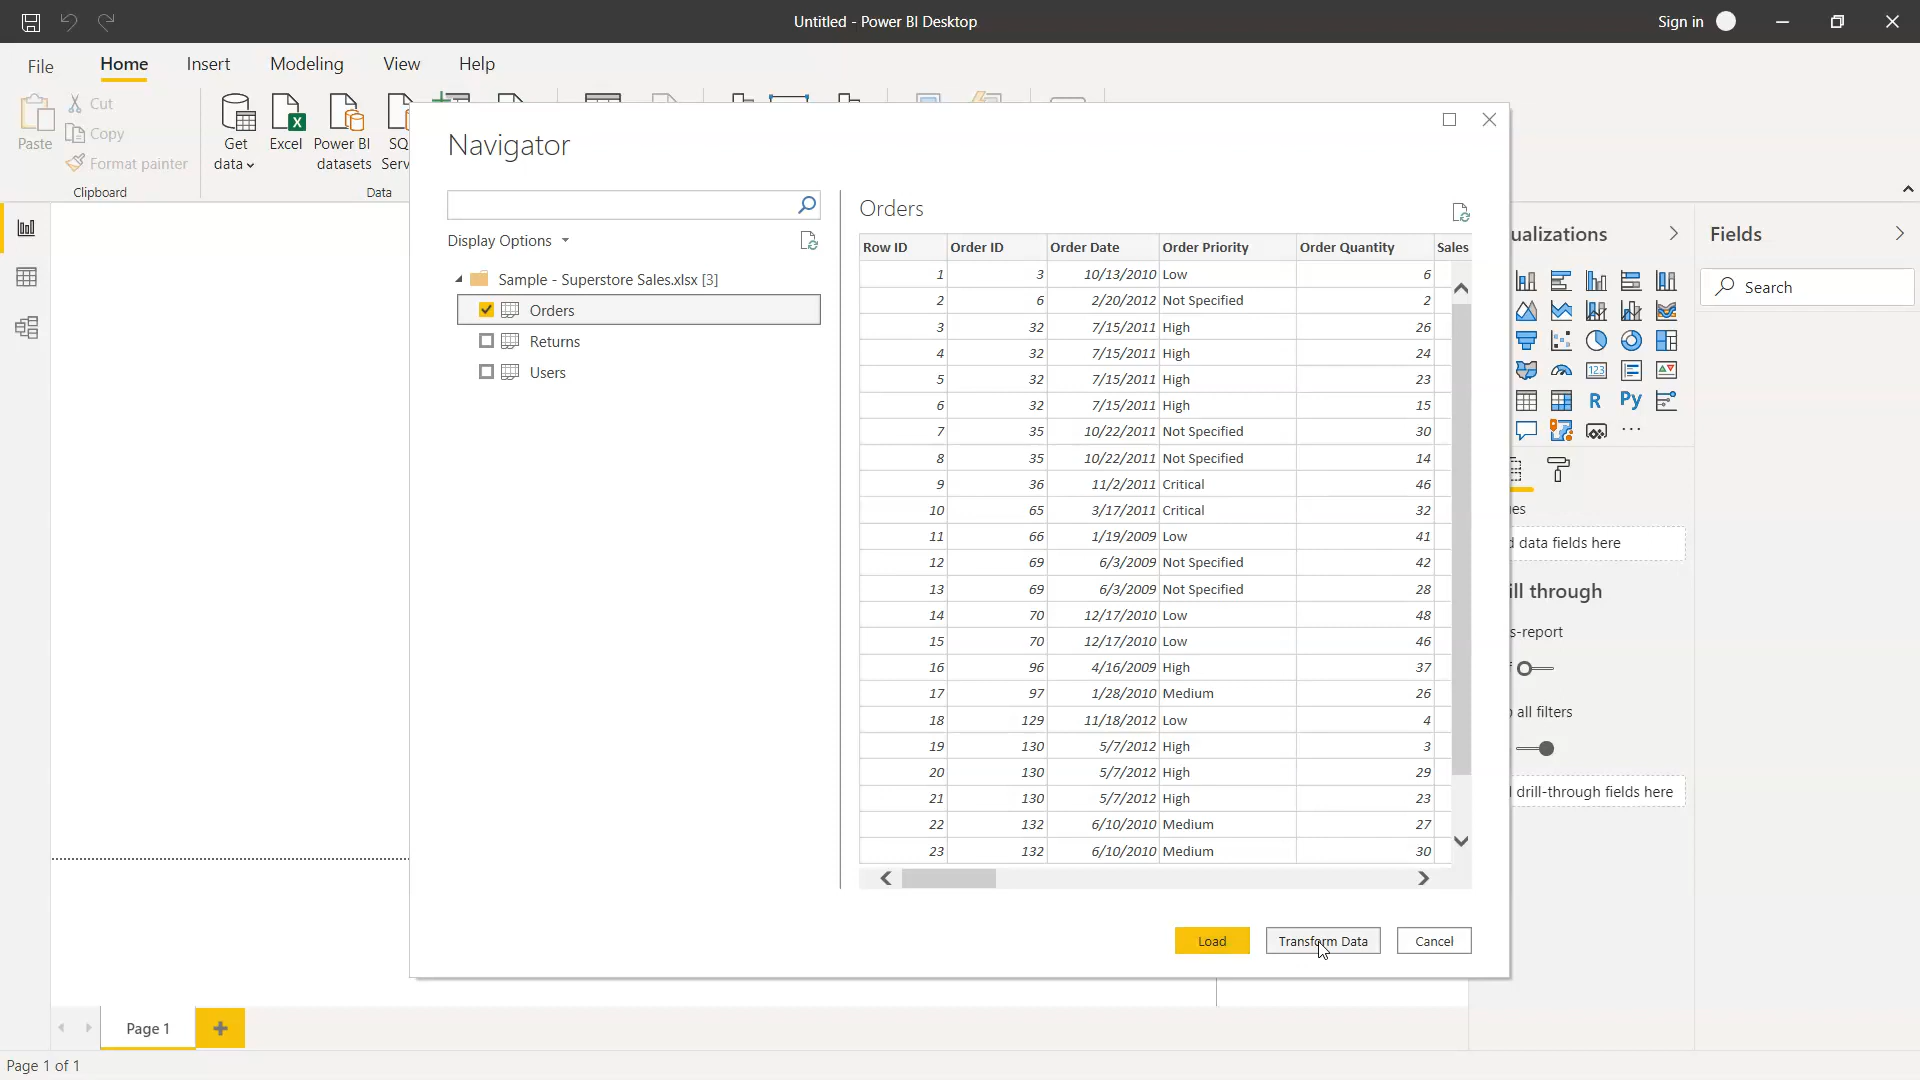 Untitled - Power BI Desktop
Sign in
File
Home
Insert
Modeling
View
Help
Paste
Cut
Copy
Format painter
Clipboard
Get data
Excel
Power BI datasets
SQ
Serv
Data
Navigator
Display Options
Sample - Superstore Sales.xlsx [3]
Orders
Returns
Users
Orders
Row ID Order ID Order Date Order Priority Order Quantity Sales
1 3 10/13/2010 Low 6
2 6 2/20/2012 Not Specified 2
3 32 7/15/2011 High 26
4 32 7/15/2011 High 24
5 32 7/15/2011 High 23
6 32 7/15/2011 High 15
7 35 10/22/2011 Not Specified 30
8 35 10/22/2011 Not Specified 14
9 36 11/2/2011 Critical 46
10 65 3/17/2011 Critical 32
11 66 1/19/2009 Low 41
12 69 6/3/2009 Not Specified 42
13 69 6/3/2009 Not Specified 28
14 70 12/17/2010 Low 48
15 70 12/17/2010 Low 46
16 96 4/16/2009 High 37
17 97 1/28/2010 Medium 26
18 129 11/18/2012 Low 4
19 130 5/7/2012 High 3
20 130 5/7/2012 High 29
21 130 5/7/2012 High 23
22 132 6/10/2010 Medium 27
23 132 6/10/2010 Medium 30
Load
Transform Data
Cancel
ualizations
123
R
Py
...
es
d data fields here
ill through
s-report
all filters
drill-through fields here
Fields
Search
Page 1
Page 1 of 1